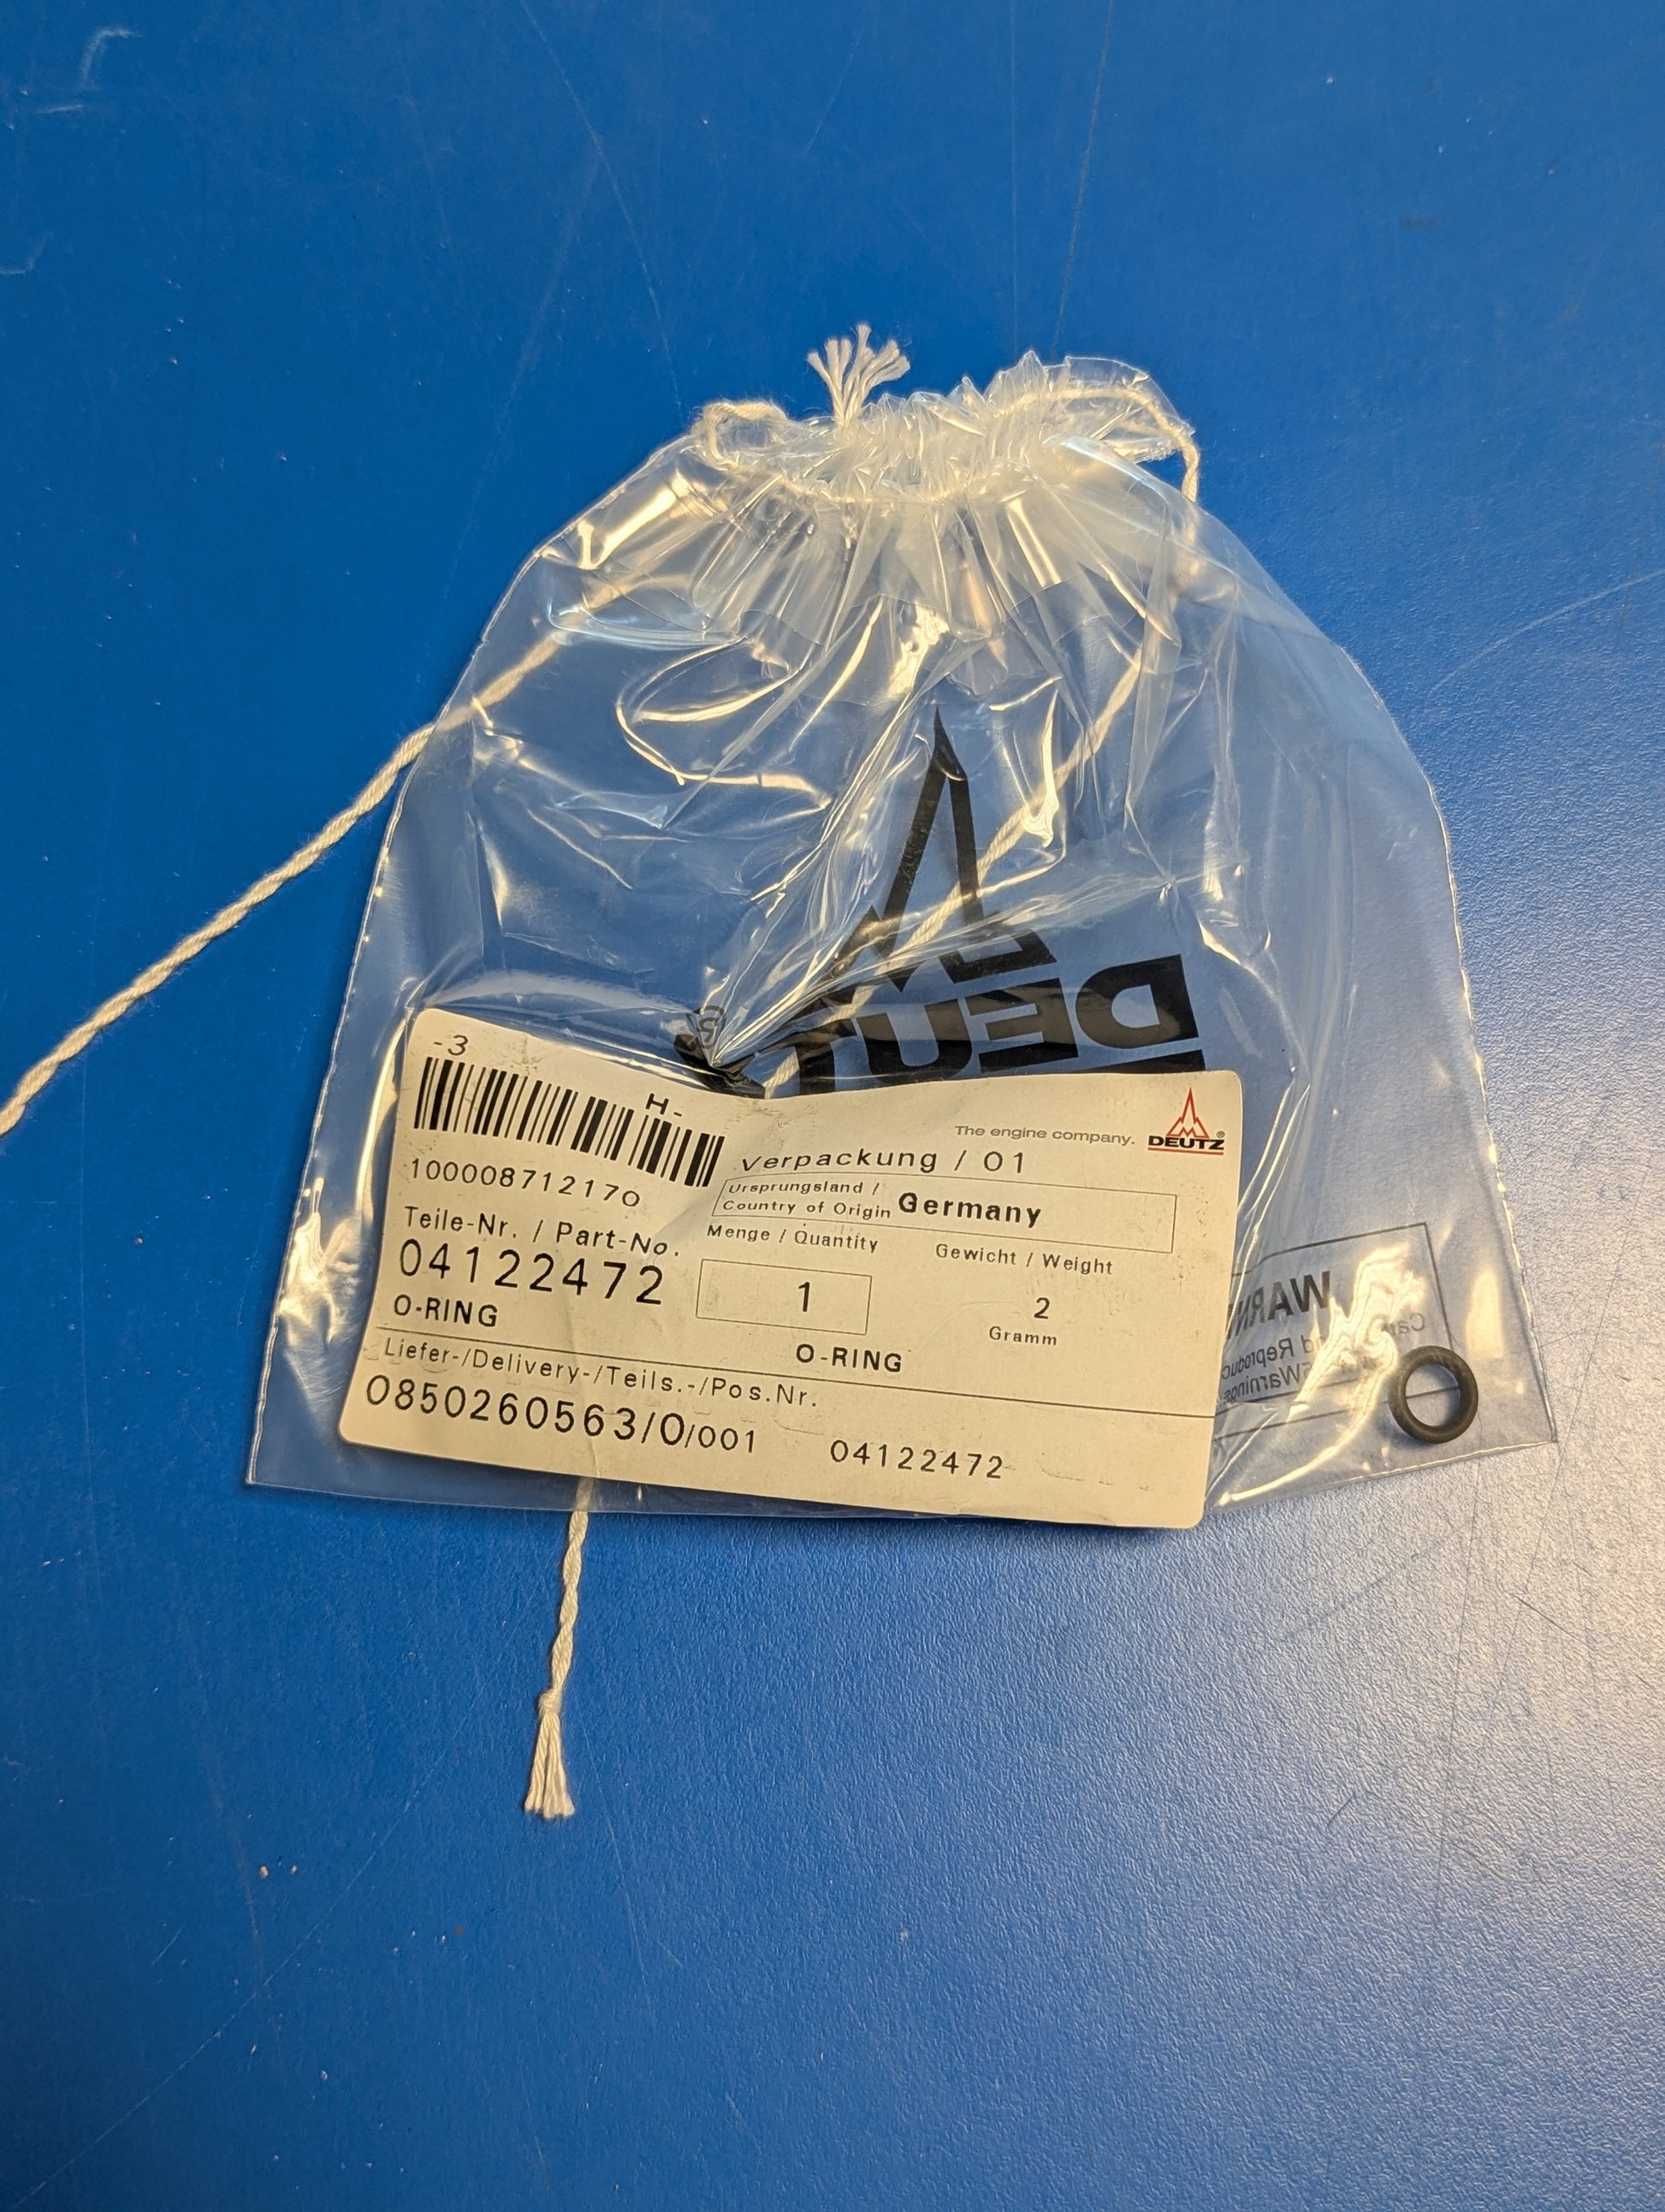 DEUTZ
-3
H-
The engine company. DEUTZ®
100008712170
Verpackung / 01
Ursprungsland /
Country of Origin Germany
Teile-Nr. / Part-No.
04122472
O-RING
Menge / Quantity
1
Gewicht / Weight
2
Gramm
O-RING
Liefer-/Delivery-/Teils.-/Pos.Nr.
0850260563/0/001
04122472